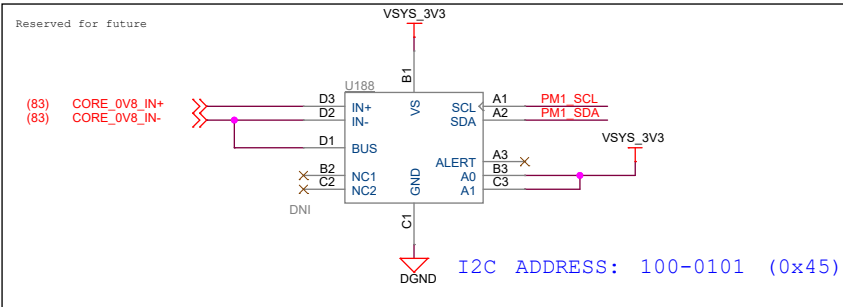 Reserved for future
VSYS_3V3
B1
U188
(83) CORE_0V8_IN+ D3 IN+ VS SCL A1 PM1_SCL
(83) CORE_0V8_IN- D2 IN- SDA A2 PM1_SDA
VSYS_3V3
D1 BUS
ALERT A3
B2 NC1 A0 B3
C2 NC2 GND A1 C3
DNI
C1
DGND
I2C ADDRESS: 100-0101 (0x45)